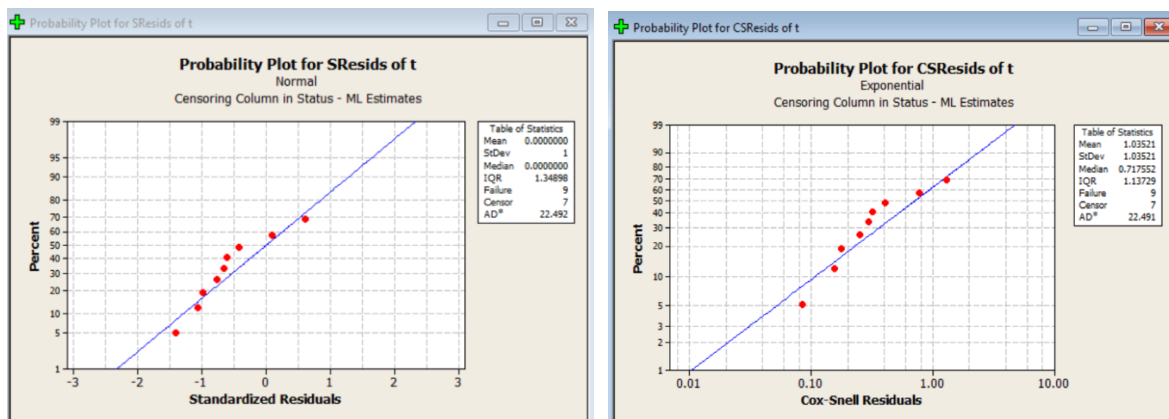 Probability Plot for SResids of t
Probability Plot for SResids of t
Normal
Censoring Column in Status - ML Estimates
99
95
90
80
70
60
50
40
30
20
10
5
1
Percent
-3 -2 -1 0 1 2 3
Standardized Residuals
Table of Statistics
Mean 0.0000000
StDev 1
Median 0.0000000
IQR 1.34898
Failure 9
Censor 7
AD* 22.492
Probability Plot for CSResids of t
Probability Plot for CSResids of t
Exponential
Censoring Column in Status - ML Estimates
99
90
80
70
60
50
40
30
20
10
5
3
2
1
Percent
0.01 0.10 1.00 10.00
Cox-Snell Residuals
Table of Statistics
Mean 1.03521
StDev 1.03521
Median 0.717552
IQR 1.13729
Failure 9
Censor 7
AD* 22.491